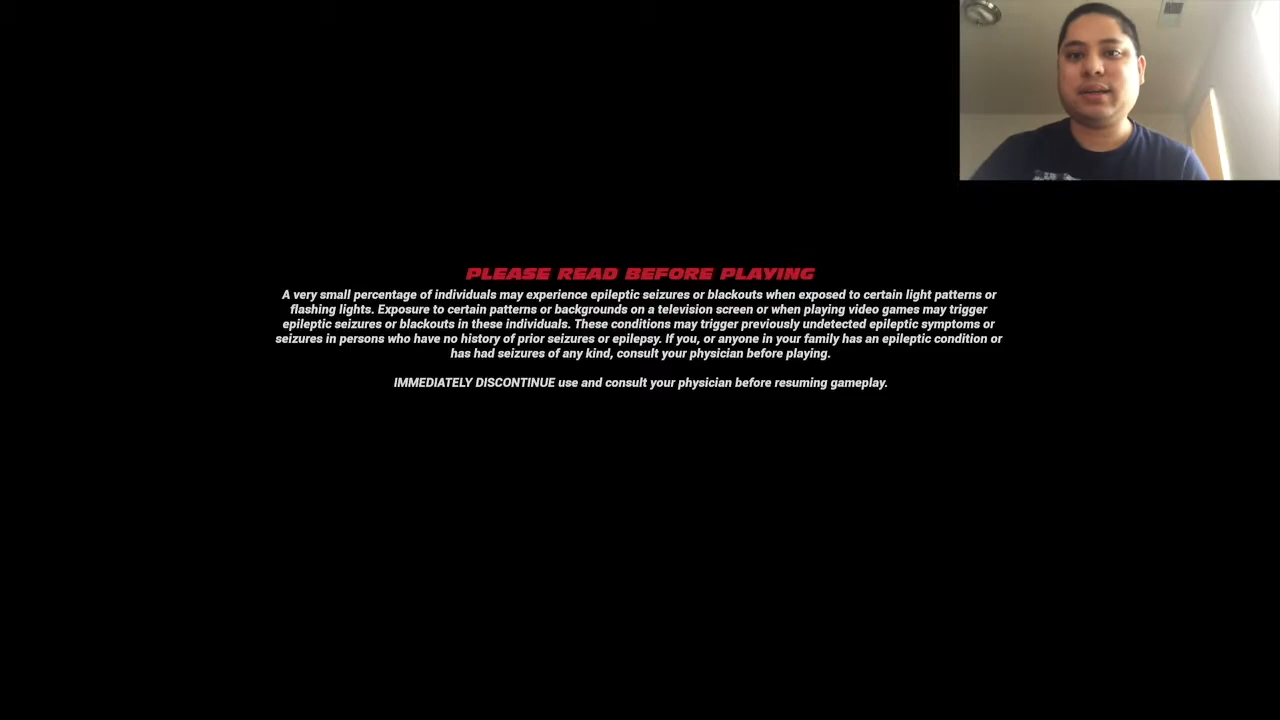 PLEASE READ BEFORE PLAYING
A very small percentage of individuals may experience epileptic seizures or blackouts when exposed to certain light patterns or
flashing lights. Exposure to certain patterns or backgrounds on a television screen or when playing video games may trigger
epileptic seizures or blackouts in these individuals. These conditions may trigger previously undetected epileptic symptoms or
seizures in persons who have no history of prior seizures or epilepsy. If you, or anyone in your family has an epileptic condition or
has had seizures of any kind, consult your physician before playing.
IMMEDIATELY DISCONTINUE use and consult your physician before resuming gameplay.